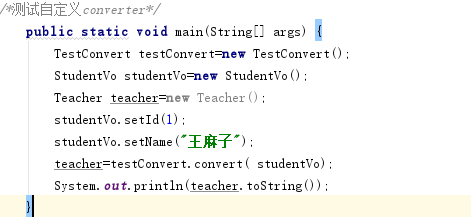 /*测试自定义converter*/
public static void main(String[] args) {
TestConvert testConvert=new TestConvert();
StudentVo studentVo=new StudentVo();
Teacher teacher=new Teacher();
studentVo.setId(1);
studentVo.setName("王麻子");
teacher=testConvert.convert( studentVo);
System.out.println(teacher.toString());
}